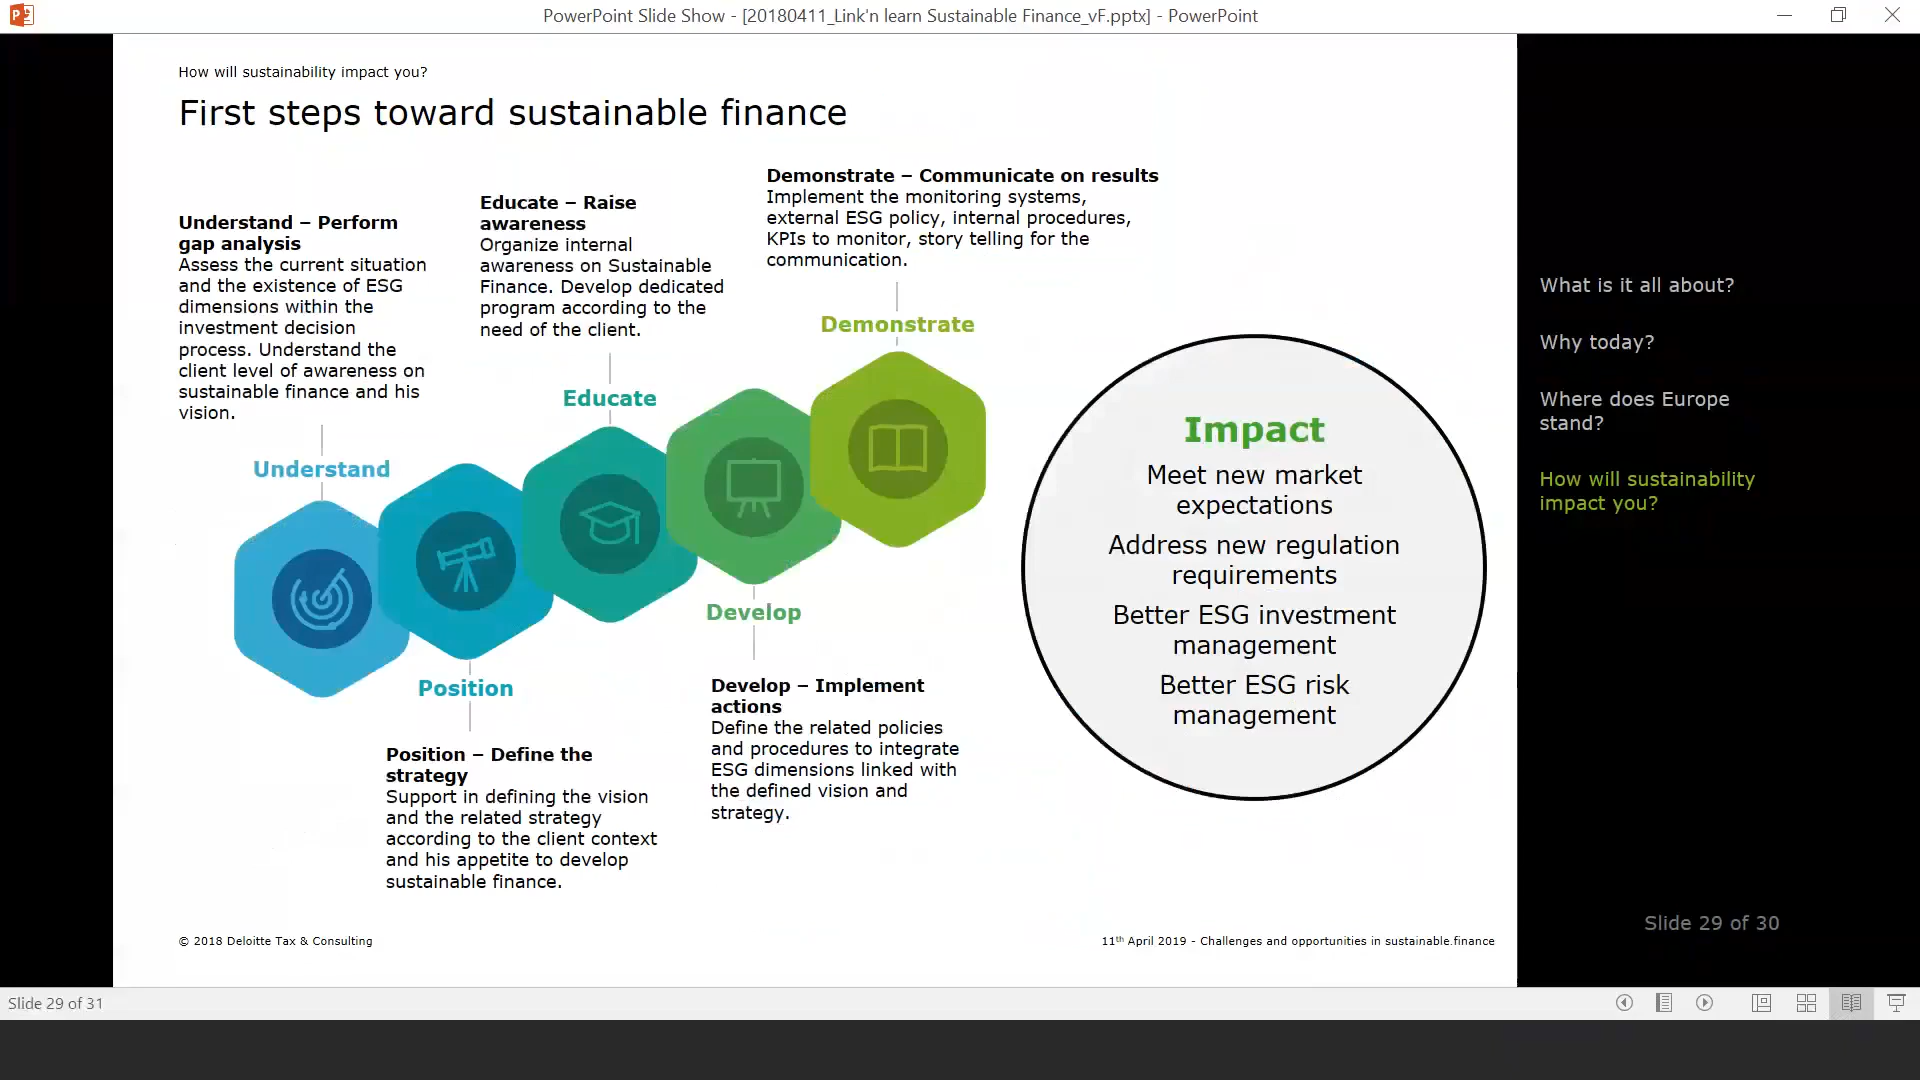 PowerPoint Slide Show - [20180411_Link'n learn Sustainable Finance_vF.pptx] - PowerPoint
How will sustainability impact you?
First steps toward sustainable finance
Understand – Perform
gap analysis
Assess the current situation
and the existence of ESG
dimensions within the
investment decision
process. Understand the
client level of awareness on
sustainable finance and his
vision.
Understand
Position
Position – Define the
strategy
Support in defining the vision
and the related strategy
according to the client context
and his appetite to develop
sustainable finance.
Educate – Raise
awareness
Organize internal
awareness on Sustainable
Finance. Develop dedicated
program according to the
need of the client.
Educate
Develop
Develop – Implement
actions
Define the related policies
and procedures to integrate
ESG dimensions linked with
the defined vision and
strategy.
Demonstrate – Communicate on results
Implement the monitoring systems,
external ESG policy, internal procedures,
KPIs to monitor, story telling for the
communication.
Demonstrate
Impact
Meet new market
expectations
Address new regulation
requirements
Better ESG investment
management
Better ESG risk
management
© 2018 Deloitte Tax & Consulting
11th April 2019 - Challenges and opportunities in sustainable.finance
What is it all about?
Why today?
Where does Europe
stand?
How will sustainability
impact you?
Slide 29 of 30
Slide 29 of 31